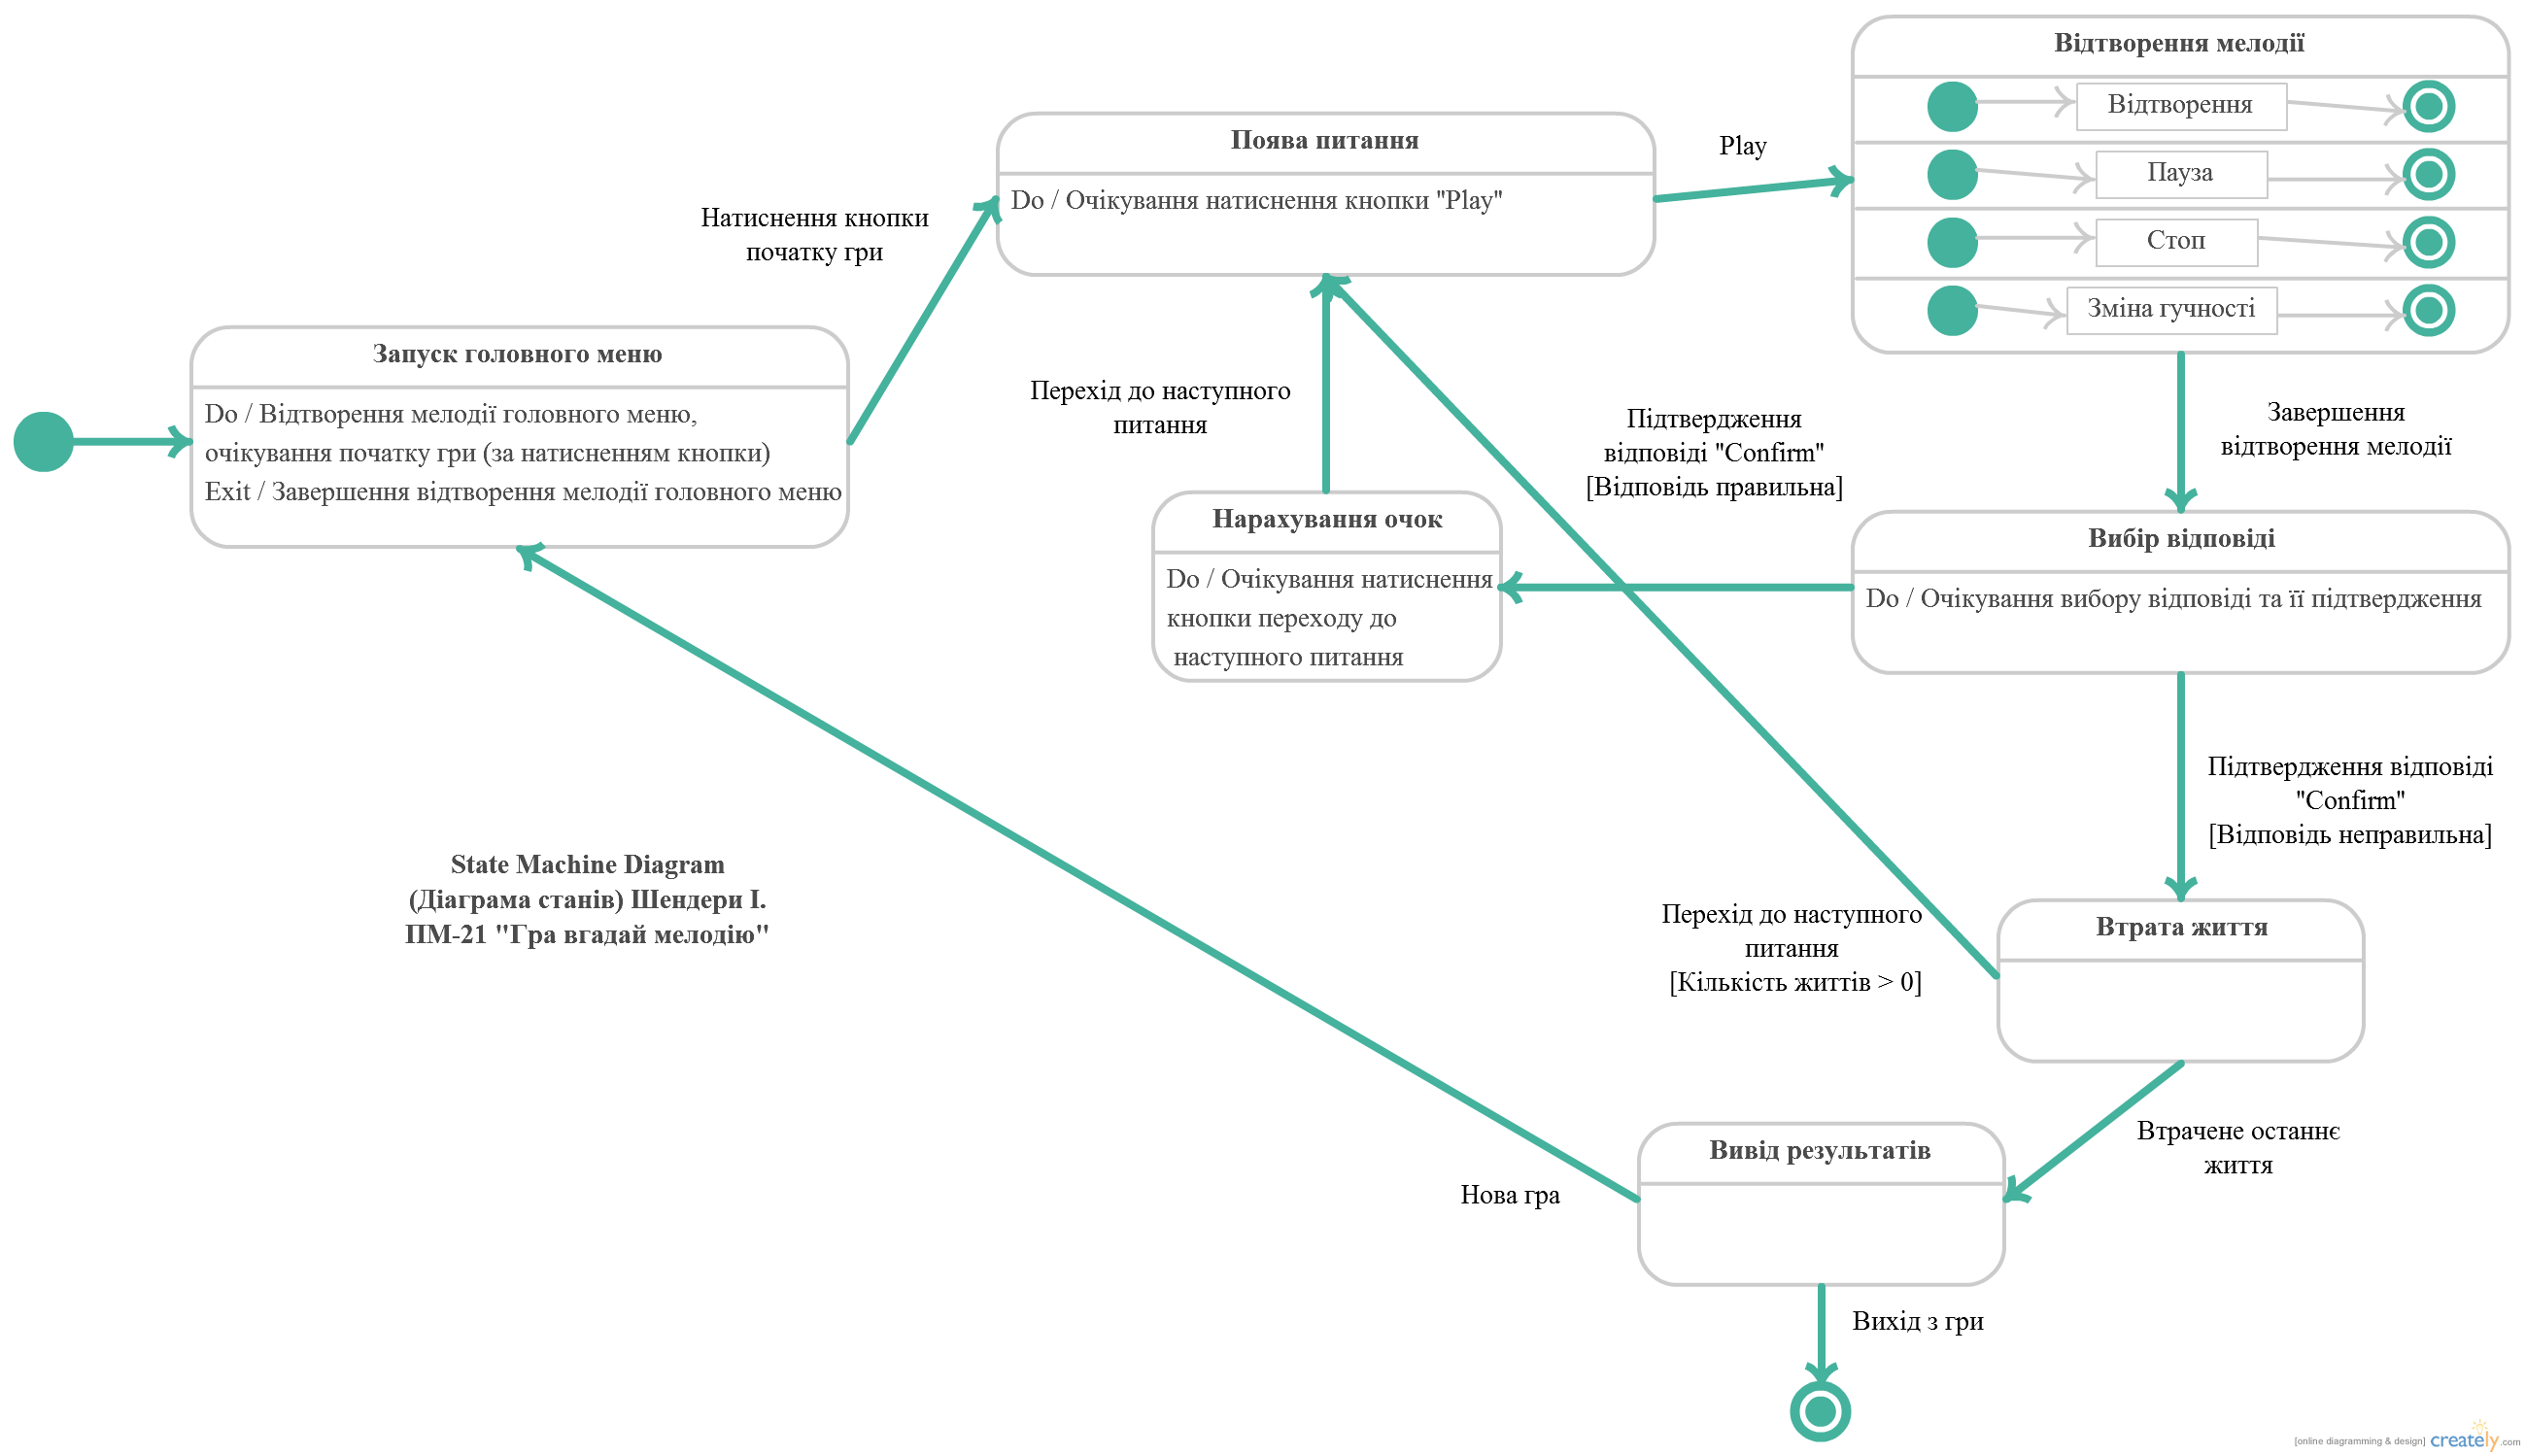 Відтворення мелодії
Відтворення
Пауза
Стоп
Зміна гучності
Поява питання
Do / Очікування натиснення кнопки "Play"
Play
Натиснення кнопки
початку гри
Запуск головного меню
Do / Відтворення мелодії головного меню,
очікування початку гри (за натисненням кнопки)
Exit / Завершення відтворення мелодії головного меню
Перехід до наступного
питання
Підтвердження
відповіді "Confirm"
[Відповідь правильна]
Завершення
відтворення мелодії
Нарахування очок
Do / Очікування натиснення
кнопки переходу до
наступного питання
Вибір відповіді
Do / Очікування вибору відповіді та її підтвердження
Підтвердження відповіді
"Confirm"
[Відповідь неправильна]
State Machine Diagram
(Діаграма станів) Шендери І.
ПМ-21 "Гра вгадай мелодію"
Перехід до наступного
питання
[Кількість життів > 0]
Втрата життя
Втрачене останнє
життя
Вивід результатів
Нова гра
Вихід з гри
[online diagramming & design] creately.com